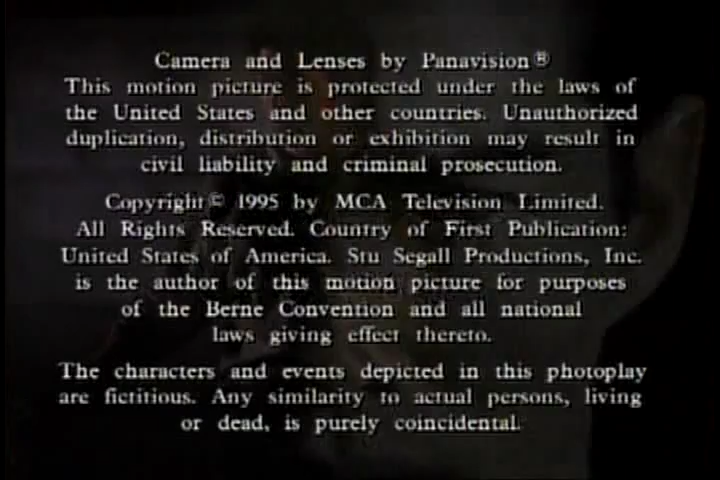 Camera and Lenses by Panavision®
This motion picture is protected under the laws of
the United States and other countries. Unauthorized
duplication, distribution or exhibition may result in
civil liability and criminal prosecution.
Copyright© 1995 by MCA Television Limited.
All Rights Reserved. Country of First Publication:
United States of America. Stu Segall Productions, Inc.
is the author of this motion picture for purposes
of the Berne Convention and all national
laws giving effect thereto.
The characters and events depicted in this photoplay
are fictitious. Any similarity to actual persons, living
or dead, is purely coincidental.